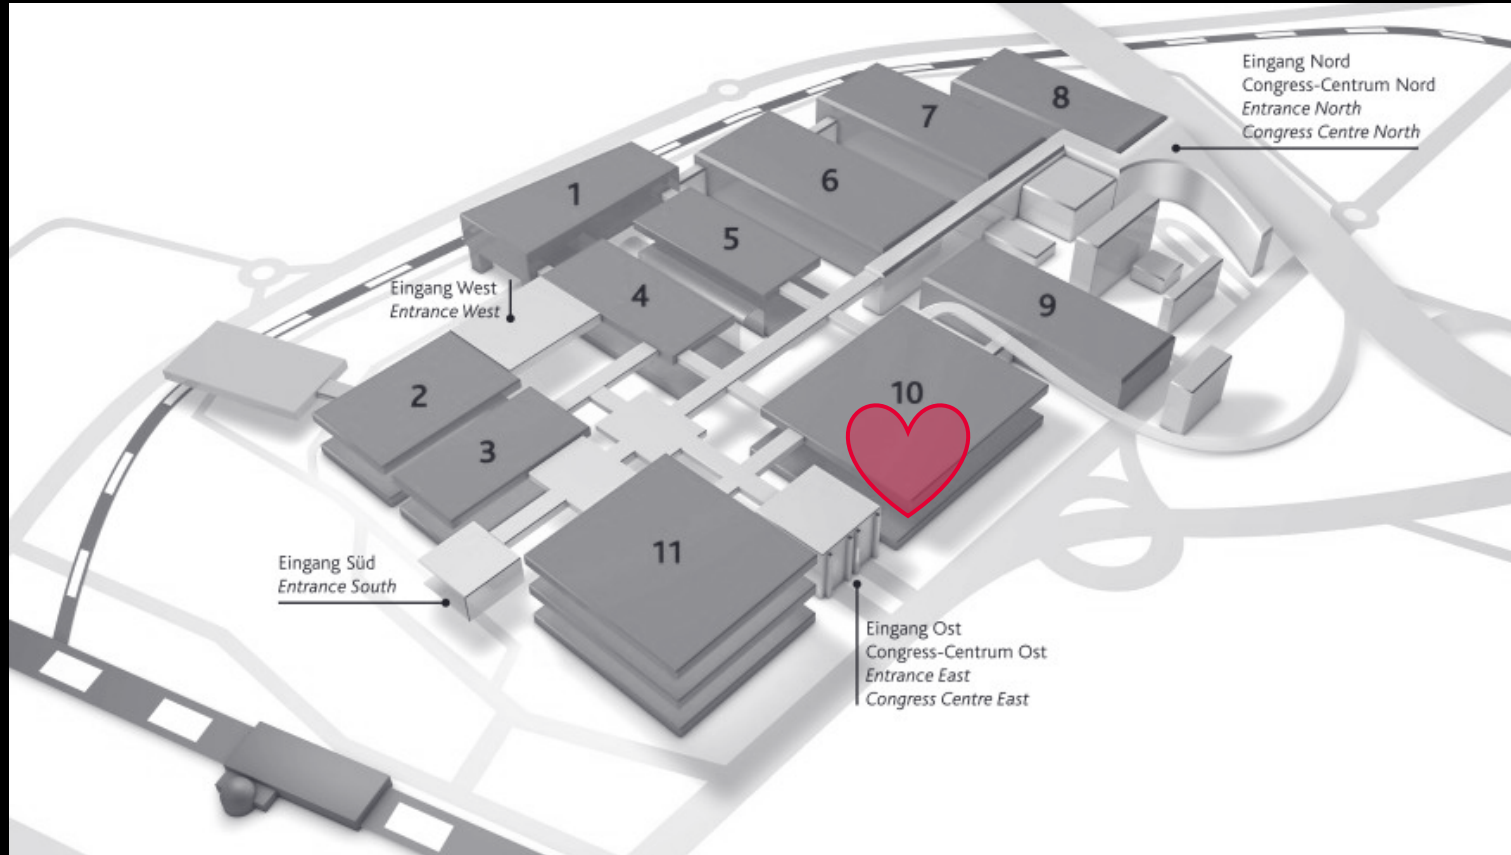 Eingang Nord
Congress-Centrum Nord
Entrance North
Congress Centre North
8
7
6
1
5
4
Eingang West
Entrance West
9
2
10
3
11
Eingang Süd
Entrance South
Eingang Ost
Congress-Centrum Ost
Entrance East
Congress Centre East